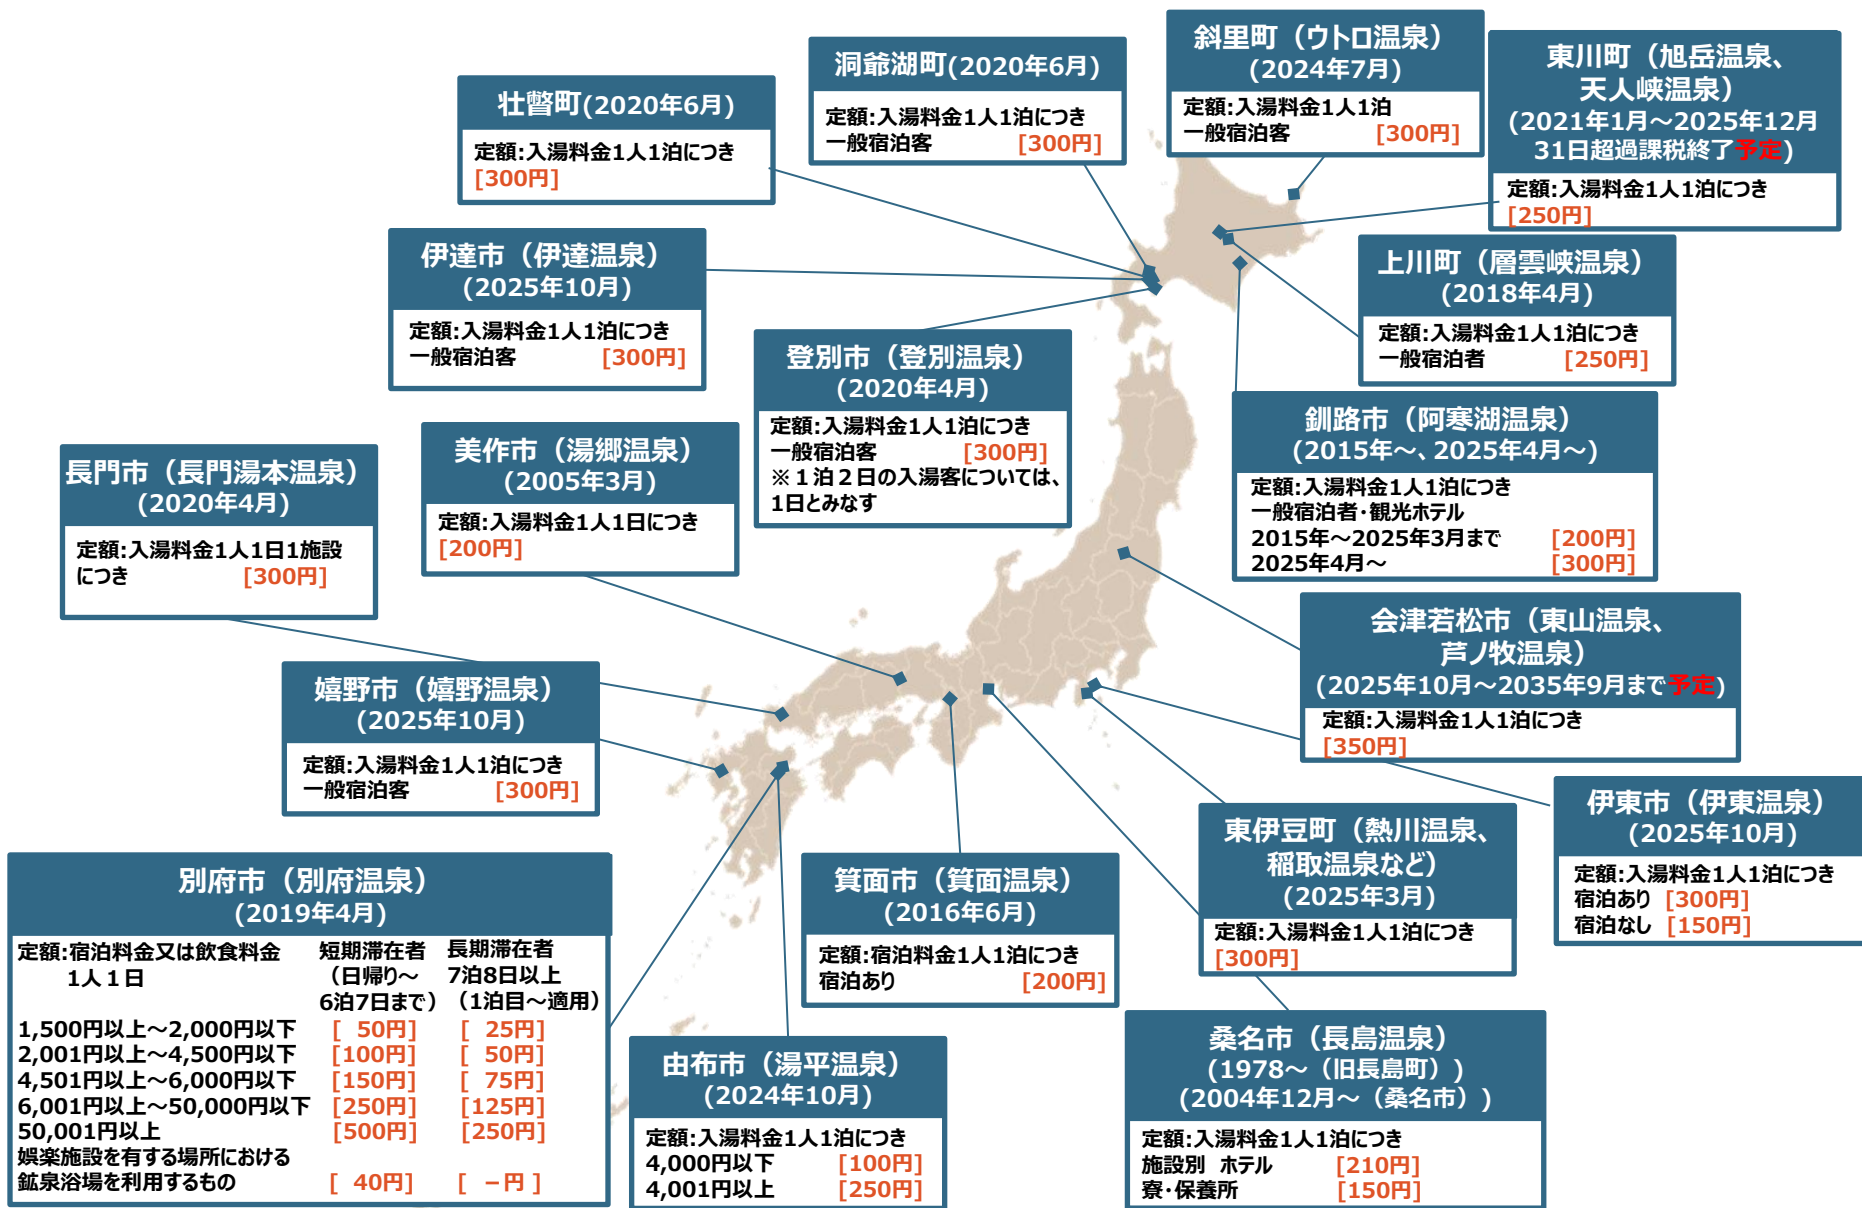 壮瞥町(2020年6月)
定額:入湯料金1人1泊につき
[300円]
洞爺湖町(2020年6月)
定額:入湯料金1人1泊につき
一般宿泊客 [300円]
斜里町（ウトロ温泉）
(2024年7月)
定額:入湯料金1人1泊
一般宿泊客 [300円]
東川町（旭岳温泉、
天人峡温泉）
(2021年1月～2025年12月
31日超過課税終了予定)
定額:入湯料金1人1泊につき
[250円]
伊達市（伊達温泉）
(2025年10月)
定額:入湯料金1人1泊につき
一般宿泊客 [300円]
登別市（登別温泉）
(2020年4月)
定額:入湯料金1人1泊につき
一般宿泊客 [300円]
※１泊２日の入湯客については、
1日とみなす
上川町（層雲峡温泉）
(2018年4月)
定額:入湯料金1人1泊につき
一般宿泊者 [250円]
釧路市（阿寒湖温泉）
(2015年～、2025年4月～)
定額:入湯料金1人1泊につき
一般宿泊者・観光ホテル
2015年～2025年3月まで [200円]
2025年4月～ [300円]
長門市（長門湯本温泉）
(2020年4月)
定額:入湯料金1人1日1施設
につき [300円]
美作市（湯郷温泉）
(2005年3月)
定額:入湯料金1人1日につき
[200円]
会津若松市（東山温泉、
芦ノ牧温泉）
(2025年10月～2035年9月まで予定)
定額:入湯料金1人1泊につき
[350円]
嬉野市（嬉野温泉）
(2025年10月)
定額:入湯料金1人1泊につき
一般宿泊客 [300円]
伊東市（伊東温泉）
(2025年10月)
定額:入湯料金1人1泊につき
宿泊あり [300円]
宿泊なし [150円]
東伊豆町（熱川温泉、
稲取温泉など）
(2025年3月)
定額:入湯料金1人1泊につき
[300円]
箕面市（箕面温泉）
(2016年6月)
定額:宿泊料金1人1泊につき
宿泊あり [200円]
別府市（別府温泉）
(2019年4月)
定額:宿泊料金又は飲食料金 短期滞在者 長期滞在者
1人１日 （日帰り～ 7泊8日以上
6泊7日まで） （1泊目～適用）
1,500円以上～2,000円以下 [ 50円] [ 25円]
2,001円以上～4,500円以下 [100円] [ 50円]
4,501円以上～6,000円以下 [150円] [ 75円]
6,001円以上～50,000円以下 [250円] [125円]
50,001円以上 [500円] [250円]
娯楽施設を有する場所における
鉱泉浴場を利用するもの [ 40円] [ －円 ]
由布市（湯平温泉）
(2024年10月)
定額:入湯料金1人1泊につき
4,000円以下 [100円]
4,001円以上 [250円]
桑名市（長島温泉）
(1978～（旧長島町）)
(2004年12月～（桑名市）)
定額:入湯料金1人1泊につき
施設別 ホテル [210円]
寮・保養所 [150円]